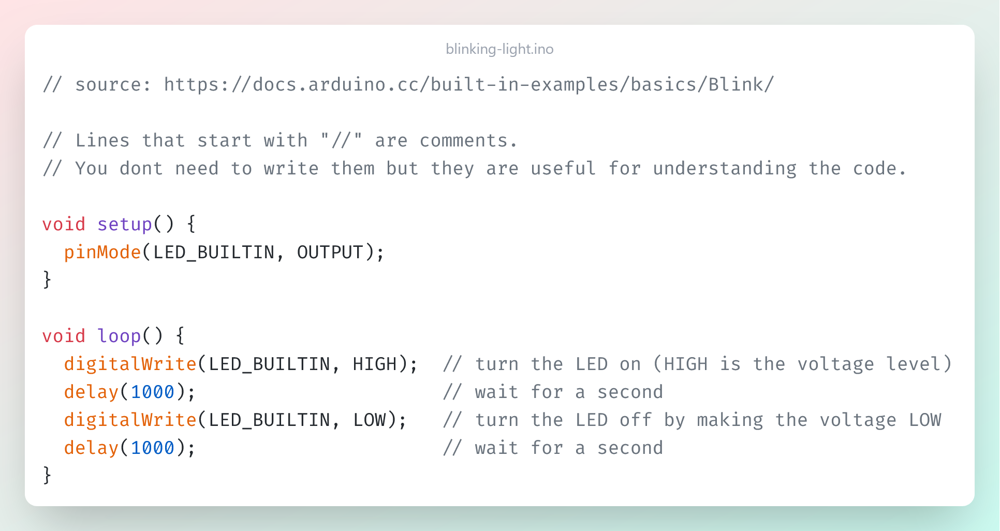 blinking-light.ino
// source: https://docs.arduino.cc/built-in-examples/basics/Blink/
// Lines that start with "//" are comments.
// You dont need to write them but they are useful for understanding the code.
void setup() {
  pinMode(LED_BUILTIN, OUTPUT);
}
void loop() {
  digitalWrite(LED_BUILTIN, HIGH);  // turn the LED on (HIGH is the voltage level)
  delay(1000);                      // wait for a second
  digitalWrite(LED_BUILTIN, LOW);   // turn the LED off by making the voltage LOW
  delay(1000);                      // wait for a second
}